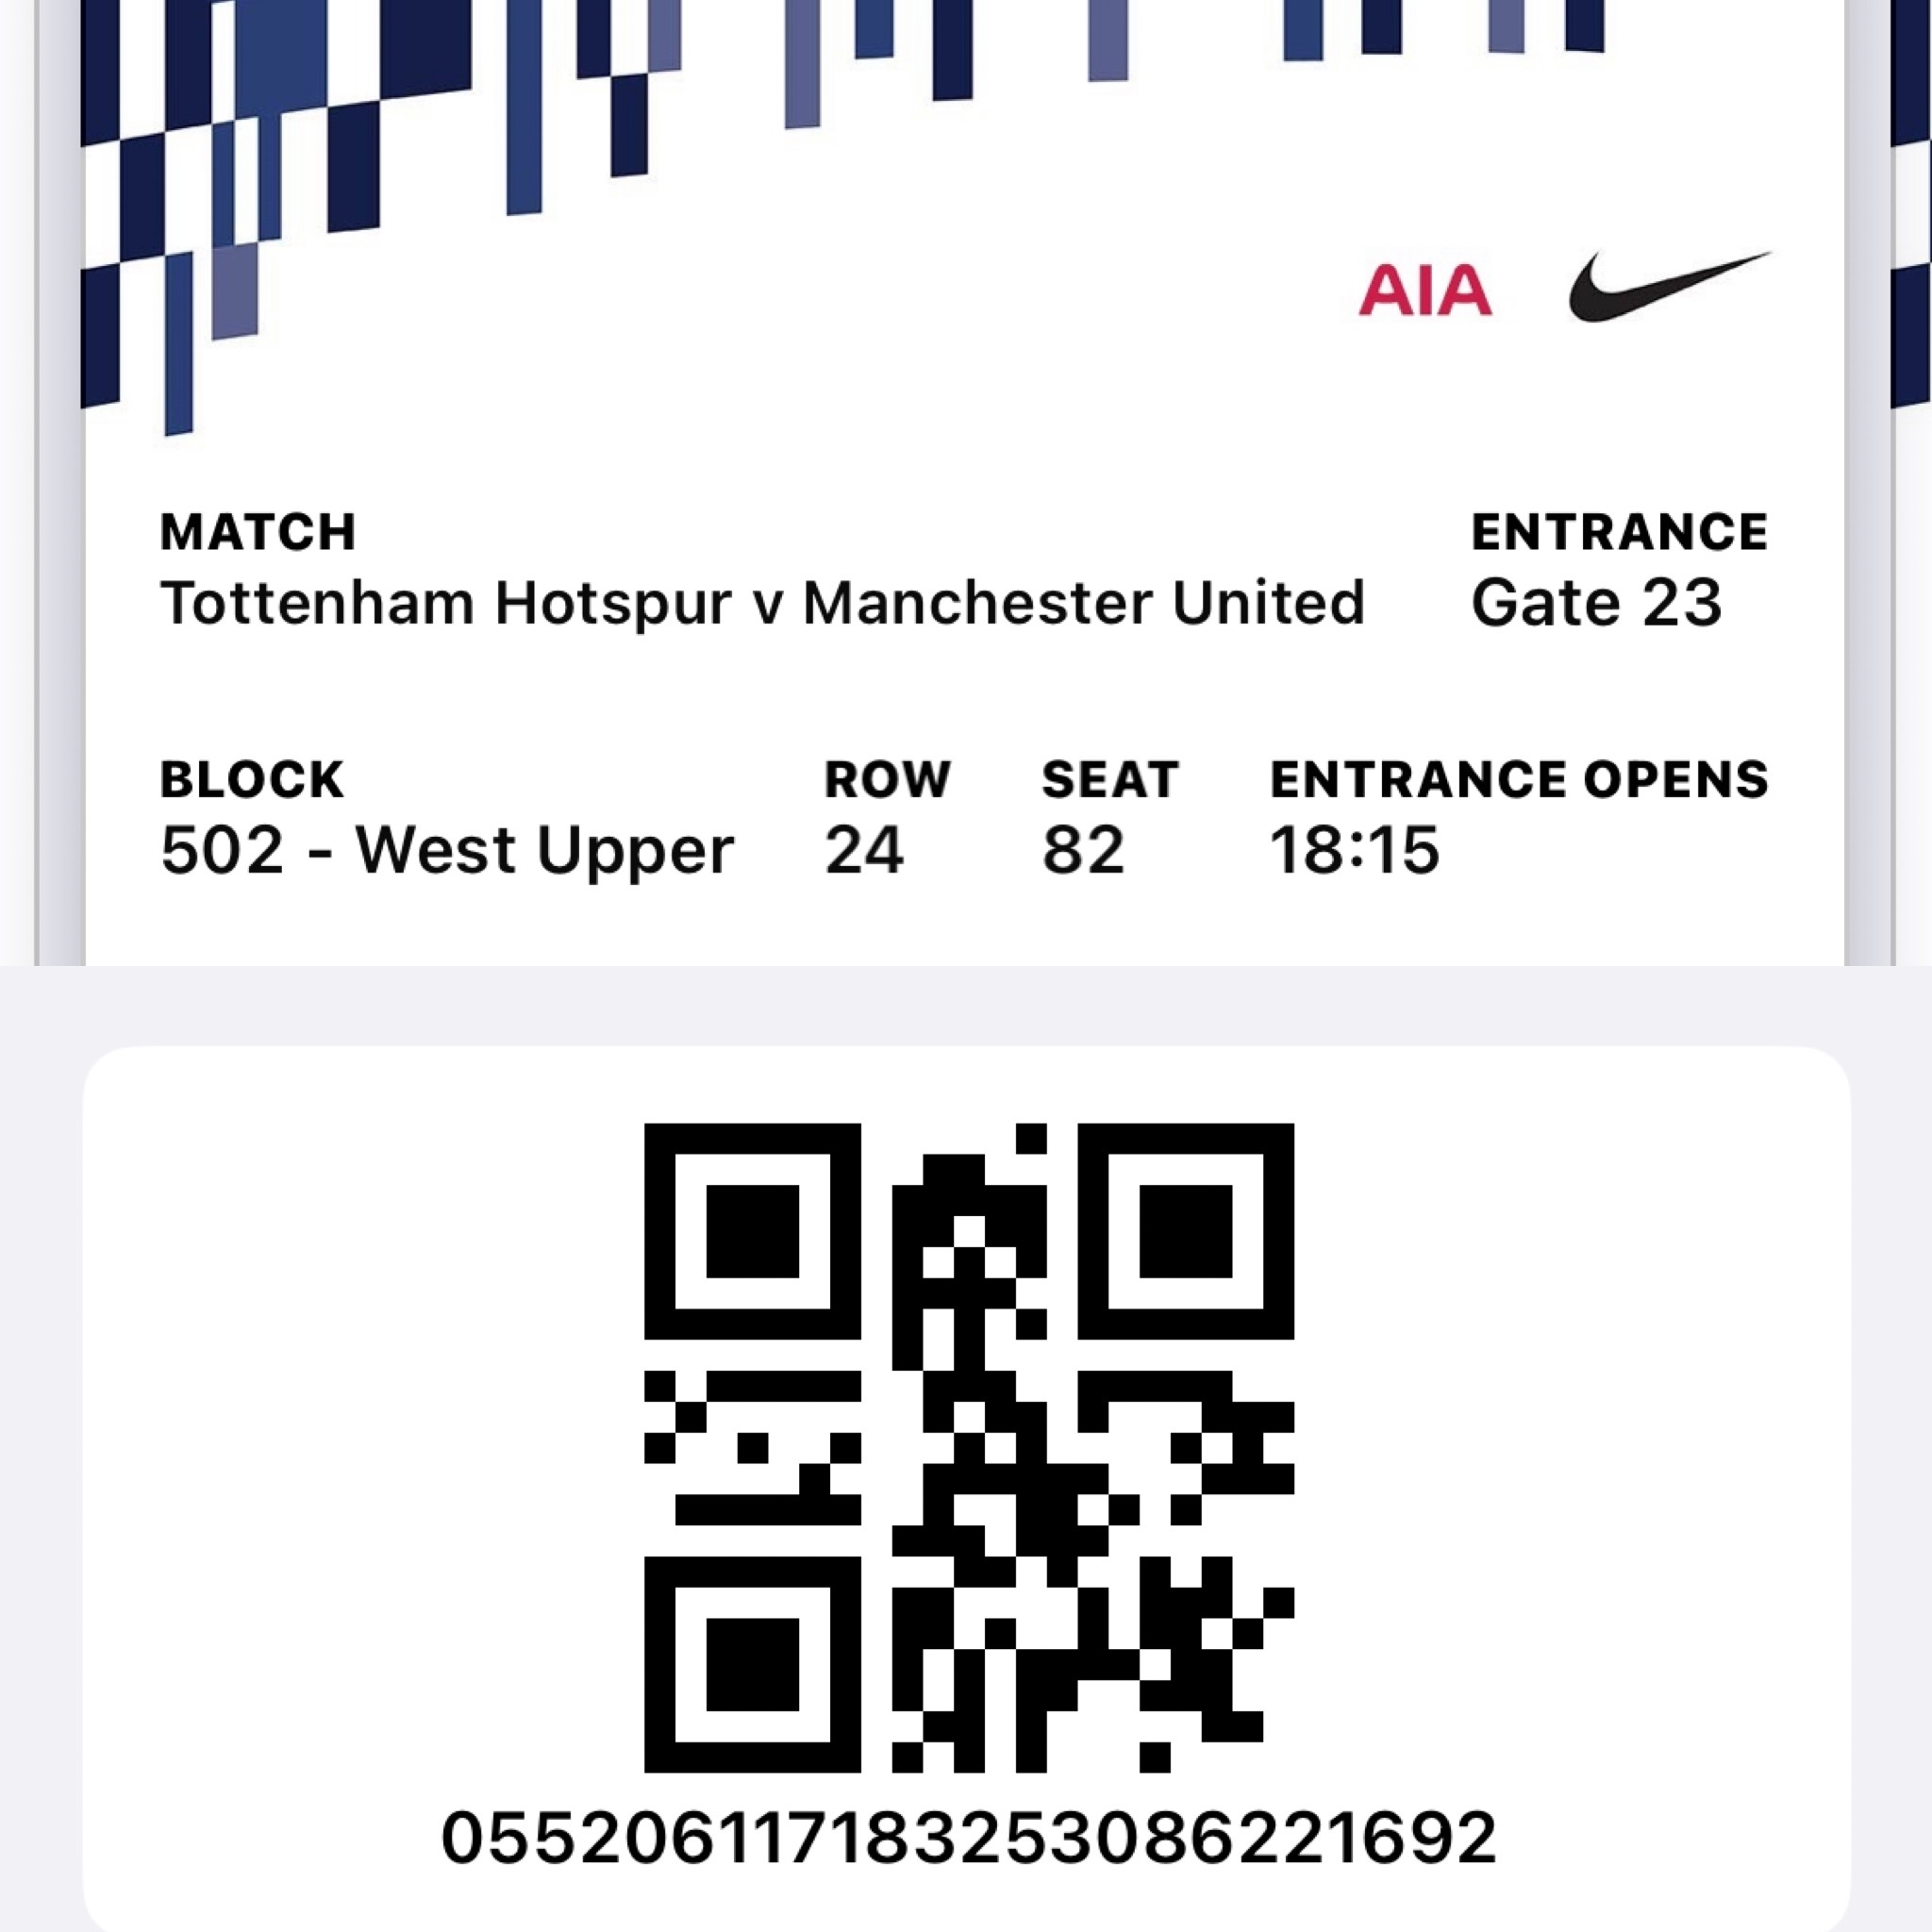 AIA
MATCH
ENTRANCE
Tottenham Hotspur v Manchester United
Gate 23
BLOCK
ROW
SEAT
ENTRANCE OPENS
502 - West Upper
24
82
18:15
05520611718325308622169​2